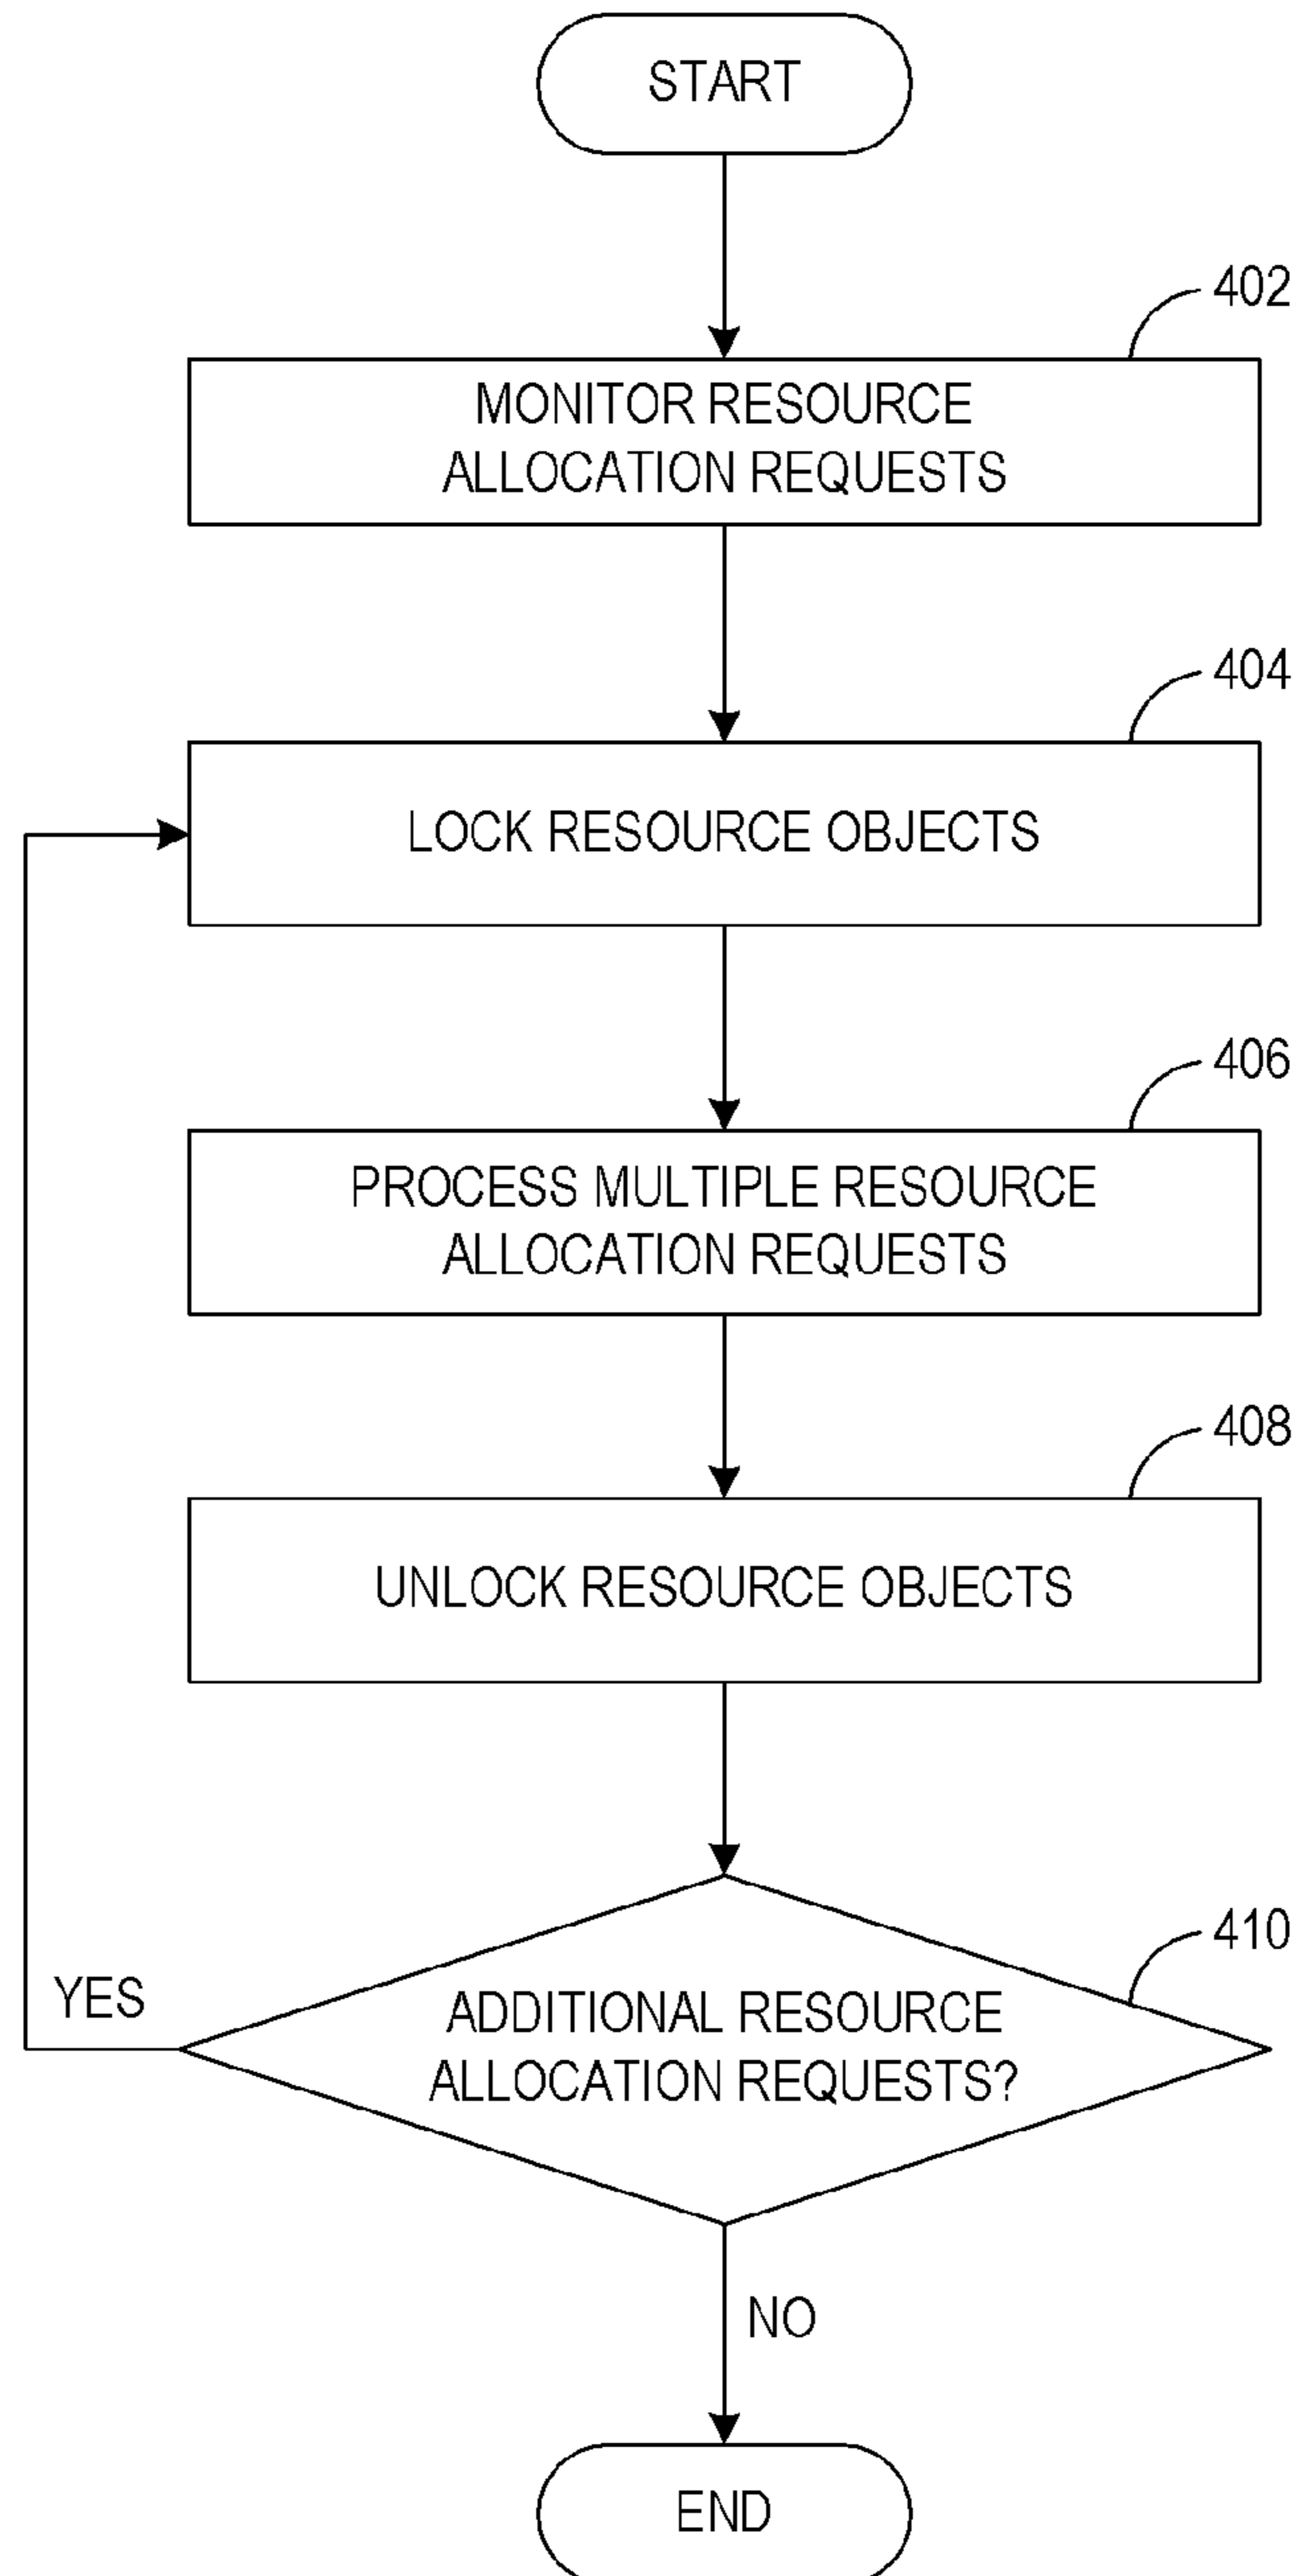 START
402
MONITOR RESOURCE
ALLOCATION REQUESTS
404
LOCK RESOURCE OBJECTS
406
PROCESS MULTIPLE RESOURCE
ALLOCATION REQUESTS
408
UNLOCK RESOURCE OBJECTS
410
YES
ADDITIONAL RESOURCE
ALLOCATION REQUESTS?
NO
END